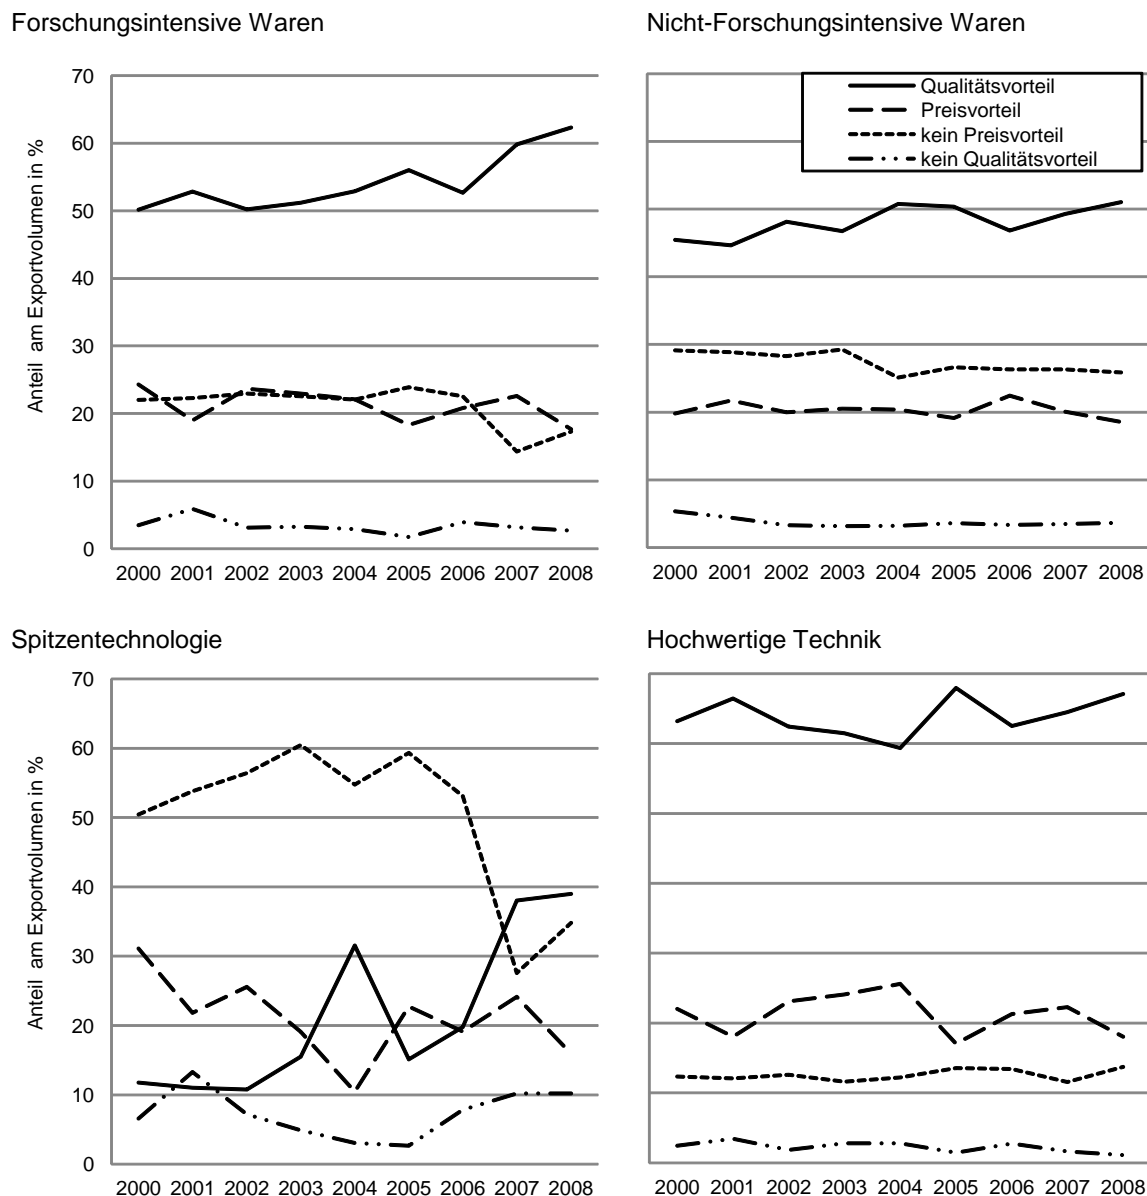 Forschungsintensive Waren
Nicht-Forschungsintensive Waren
Anteil am Exportvolumen in %
70
60
50
40
30
20
10
0
2000 2001 2002 2003 2004 2005 2006 2007 2008
Qualitätsvorteil
Preisvorteil
kein Preisvorteil
kein Qualitätsvorteil
2000 2001 2002 2003 2004 2005 2006 2007 2008
Spitzentechnologie
Hochwertige Technik
Anteil am Exportvolumen in %
70
60
50
40
30
20
10
0
2000 2001 2002 2003 2004 2005 2006 2007 2008
2000 2001 2002 2003 2004 2005 2006 2007 2008